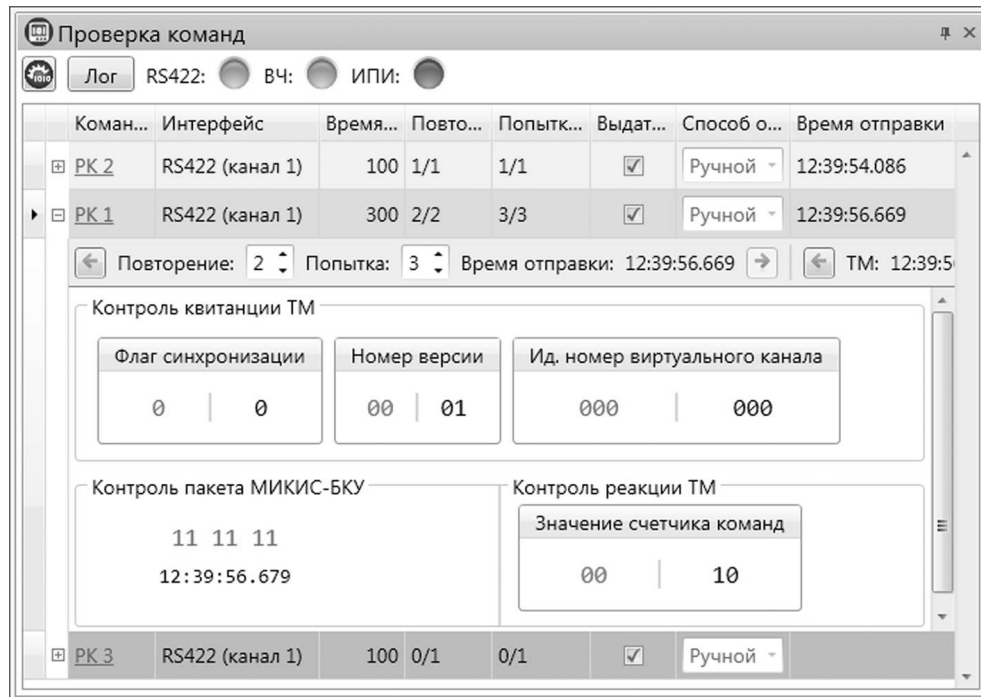 Проверка команд
1010 Лог RS422: ВЧ: ИПИ:
Коман... Интерфейс Время... Повто... Попытк... Выдат... Способ о... Время отправки
РК 2 RS422 (канал 1) 100 1/1 1/1 Ручной 12:39:54.086
РК 1 RS422 (канал 1) 300 2/2 3/3 Ручной 12:39:56.669
Повторение: 2 Попытка: 3 Время отправки: 12:39:56.669 ТМ: 12:39:5
Контроль квитанции ТМ
Флаг синхронизации Номер версии Ид. номер виртуального канала
0 0 00 01 000 000
Контроль пакета МИКИС-БКУ Контроль реакции ТМ
Значение счетчика команд
11 11 11
00 10
12:39:56.679
РК 3 RS422 (канал 1) 100 0/1 0/1 Ручной